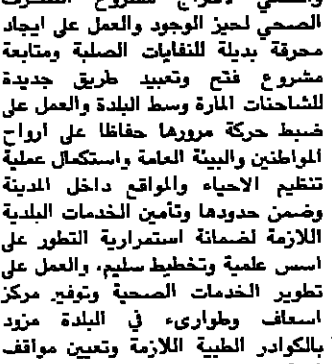 الصحي لحيز الوجود والعمل على ايجاد
محرقة بديلة للنفايات الصلبة ومتابعة
مشروع فتح وتعبيد طريق جديدة
للشاحنات المارة وسط البلدة والعمل على
ضبط حركة مرورها حفاظا على ارواح
المواطنين والبيئة العامة واستكمال عملية
تنظيم الاحياء والمواقع داخل المدينة
وضمن حدودها وتأمين الخدمات البلدية
اللازمة لضمانة استمرارية التطور على
اسس علمية وتخطيط سليم، والعمل على
تطوير الخدمات الصحية وتوفير مركز
اسعاف وطوارىء في البلدة مزود
بالكوادر الطبية اللازمة وتعيين مواقف